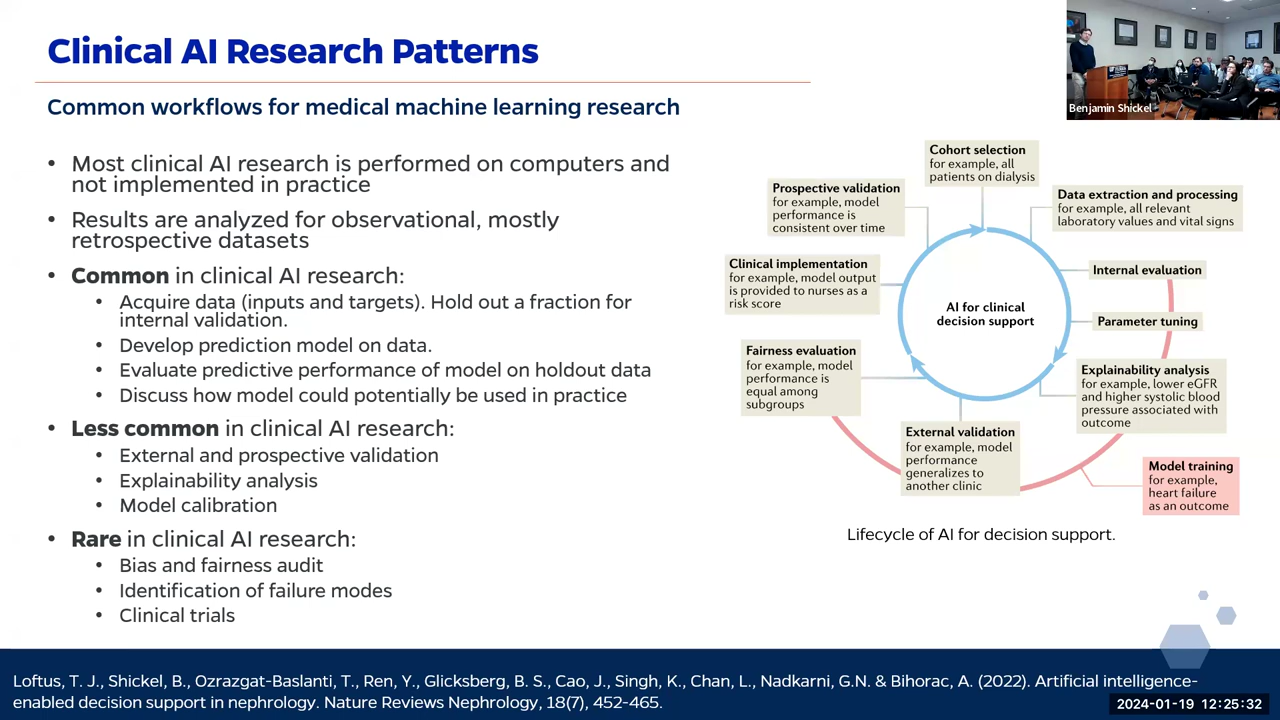 Clinical AI Research Patterns
Common workflows for medical machine learning research
• Most clinical AI research is performed on computers and
not implemented in practice
• Results are analyzed for observational, mostly
retrospective datasets
• Common in clinical AI research:
• Acquire data (inputs and targets). Hold out a fraction for
internal validation.
• Develop prediction model on data.
• Evaluate predictive performance of model on holdout data
• Discuss how model could potentially be used in practice
• Less common in clinical AI research:
• External and prospective validation
• Explainability analysis
• Model calibration
• Rare in clinical AI research:
• Bias and fairness audit
• Identification of failure modes
• Clinical trials
Benjamin Shickel
Cohort selection
for example, all
patients on dialysis
Data extraction and processing
for example, all relevant
laboratory values and vital signs
Internal evaluation
Parameter tuning
Explainability analysis
for example, lower eGFR
and higher systolic blood
pressure associated with
outcome
Model training
for example,
heart failure
as an outcome
External validation
for example, model
performance
generalizes to
another clinic
Fairness evaluation
for example, model
performance is
equal among
subgroups
Clinical implementation
for example, model output
is provided to nurses as a
risk score
Prospective validation
for example, model
performance is
consistent over time
AI for clinical
decision support
Lifecycle of AI for decision support.
Loftus, T. J., Shickel, B., Ozrazgat-Baslanti, T., Ren, Y., Glicksberg, B. S., Cao, J., Singh, K., Chan, L., Nadkarni, G.N. & Bihorac, A. (2022). Artificial intelligence-
enabled decision support in nephrology. Nature Reviews Nephrology, 18(7), 452-465.
2024-01-19 12:25:32